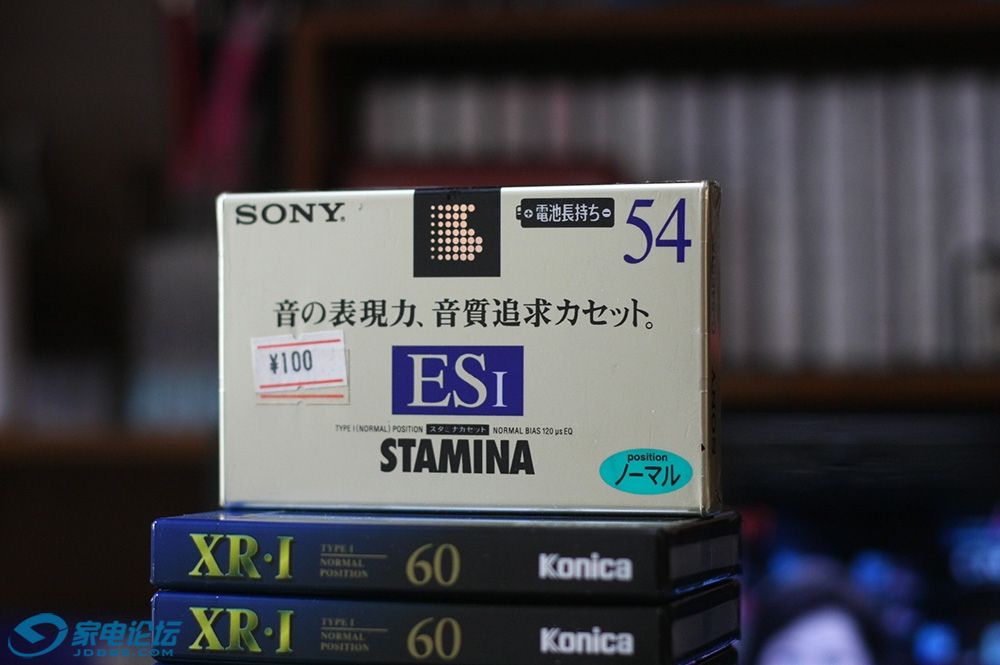 SONY®
+ 電池長持ち -
54
音の表現力、音質追求カセット。
¥100
ESI
TYPE I (NORMAL) POSITION スタミナカセット NORMAL BIAS 120 μs EQ
STAMINA
position
ノーマル
XR·I TYPE I NORMAL POSITION 60 Konica
XR·I TYPE I NORMAL POSITION 60 Konica
家电论坛
JDBBS.COM